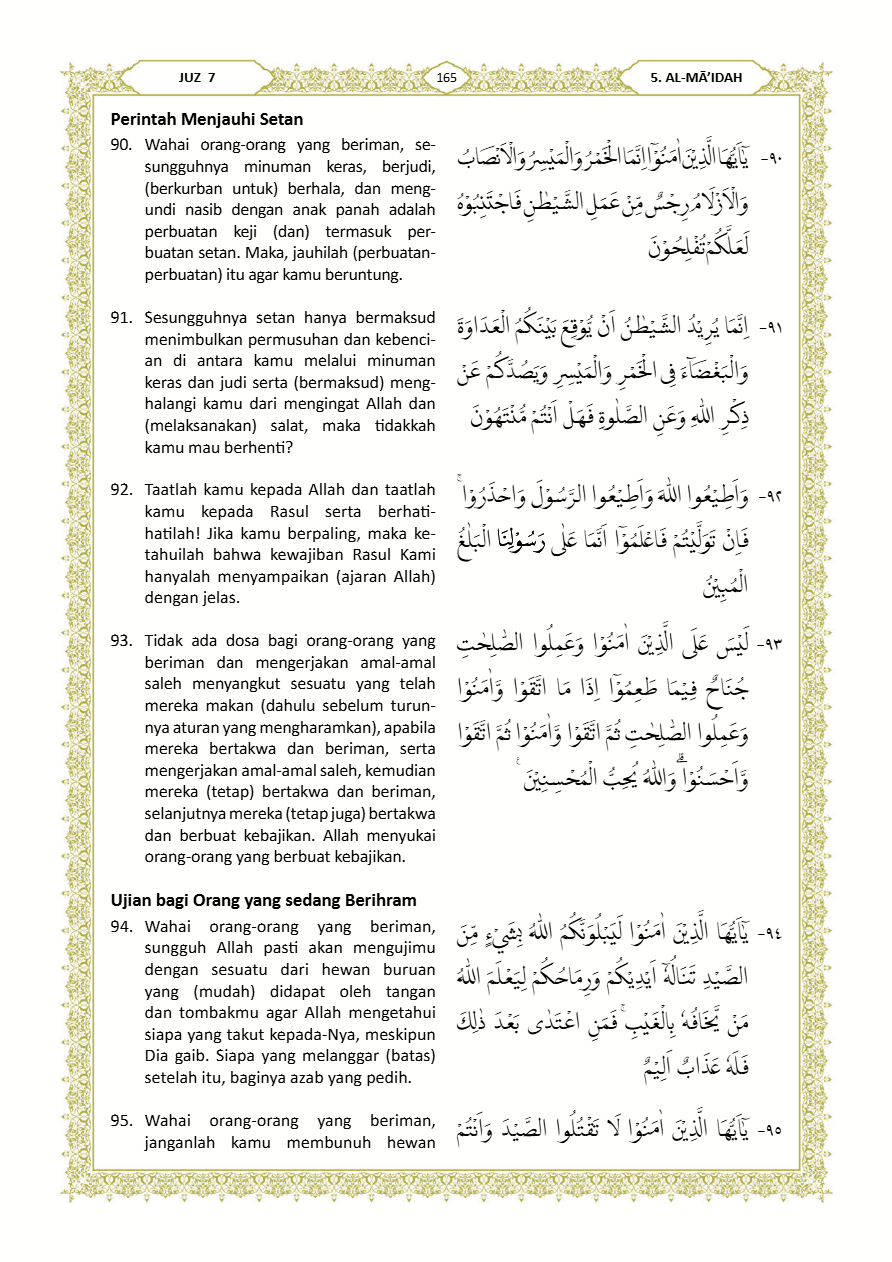 JUZ 7
165
5. AL-MĀ’IDAH
Perintah Menjauhi Setan
90. Wahai orang-orang yang beriman, se-
sungguhnya minuman keras, berjudi,
(berkurban untuk) berhala, dan meng-
undi nasib dengan anak panah adalah
perbuatan keji (dan) termasuk per-
buatan setan. Maka, jauhilah (perbuatan-
perbuatan) itu agar kamu beruntung.
٩٠- يٰٓاَيُّهَا الَّذِيْنَ اٰمَنُوْٓا اِنَّمَا الْخَمْرُ وَالْمَيْسِرُ وَالْاَنْصَابُ
وَالْاَزْلَامُ رِجْسٌ مِّنْ عَمَلِ الشَّيْطٰنِ فَاجْتَنِبُوْهُ
لَعَلَّكُمْ تُفْلِحُوْنَ
91. Sesungguhnya setan hanya bermaksud
menimbulkan permusuhan dan kebenci-
an di antara kamu melalui minuman
keras dan judi serta (bermaksud) meng-
halangi kamu dari mengingat Allah dan
(melaksanakan) salat, maka tidakkah
kamu mau berhenti?
٩١- اِنَّمَا يُرِيْدُ الشَّيْطٰنُ اَنْ يُّوْقِعَ بَيْنَكُمُ الْعَدَاوَةَ
وَالْبَغْضَاۤءَ فِى الْخَمْرِ وَالْمَيْسِرِ وَيَصُدَّكُمْ عَنْ
ذِكْرِ اللّٰهِ وَعَنِ الصَّلٰوةِ فَهَلْ اَنْتُمْ مُّنْتَهُوْنَ
92. Taatlah kamu kepada Allah dan taatlah
kamu kepada Rasul serta berhati-
hatilah! Jika kamu berpaling, maka ke-
tahuilah bahwa kewajiban Rasul Kami
hanyalah menyampaikan (ajaran Allah)
dengan jelas.
٩٢- وَاَطِيْعُوا اللّٰهَ وَاَطِيْعُوا الرَّسُوْلَ وَاحْذَرُوْا ۚ
فَاِنْ تَوَلَّيْتُمْ فَاعْلَمُوْٓا اَنَّمَا عَلٰى رَسُوْلِنَا الْبَلٰغُ
الْمُبِيْنُ
93. Tidak ada dosa bagi orang-orang yang
beriman dan mengerjakan amal-amal
saleh menyangkut sesuatu yang telah
mereka makan (dahulu sebelum turun-
nya aturan yang mengharamkan), apabila
mereka bertakwa dan beriman, serta
mengerjakan amal-amal saleh, kemudian
mereka (tetap) bertakwa dan beriman,
selanjutnya mereka (tetap juga) bertakwa
dan berbuat kebajikan. Allah menyukai
orang-orang yang berbuat kebajikan.
٩٣- لَيْسَ عَلَى الَّذِيْنَ اٰمَنُوْا وَعَمِلُوا الصّٰلِحٰتِ
جُنَاحٌ فِيْمَا طَعِمُوْٓا اِذَا مَا اتَّقَوْا وَّاٰمَنُوْا
وَعَمِلُوا الصّٰلِحٰتِ ثُمَّ اتَّقَوْا وَّاٰمَنُوْا ثُمَّ اتَّقَوْا
وَّاَحْسَنُوْا ۗ وَاللّٰهُ يُحِبُّ الْمُحْسِنِيْنَ ࣖ
Ujian bagi Orang yang sedang Berihram
94. Wahai orang-orang yang beriman,
sungguh Allah pasti akan mengujimu
dengan sesuatu dari hewan buruan
yang (mudah) didapat oleh tangan
dan tombakmu agar Allah mengetahui
siapa yang takut kepada-Nya, meskipun
Dia gaib. Siapa yang melanggar (batas)
setelah itu, baginya azab yang pedih.
٩٤- يٰٓاَيُّهَا الَّذِيْنَ اٰمَنُوْا لَيَبْلُوَنَّكُمُ اللّٰهُ بِشَيْءٍ مِّنَ
الصَّيْدِ تَنَالُهٗٓ اَيْدِيْكُمْ وَرِمَاحُكُمْ لِيَعْلَمَ اللّٰهُ
مَنْ يَّخَافُهٗ بِالْغَيْبِۚ فَمَنِ اعْتَدٰى بَعْدَ ذٰلِكَ
فَلَهٗ عَذَابٌ اَلِيْمٌ
95. Wahai orang-orang yang beriman,
janganlah kamu membunuh hewan
٩٥- يٰٓاَيُّهَا الَّذِيْنَ اٰمَنُوْا لَا تَقْتُلُوا الصَّيْدَ وَاَنْتُمْ